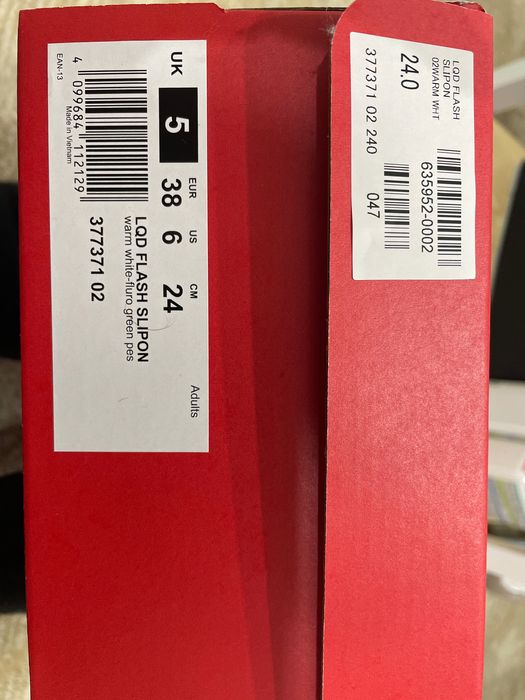 UK EUR US CM
5 38 6 24 Adults
LQD FLASH SLIPON
warm white-fluro green pes
377371 02
EAN-13
4 099684 112129
Made in Vietnam
LQD FLASH
SLIPON
02WARM WHT
24.0
377371 02 240
635952-0002
047